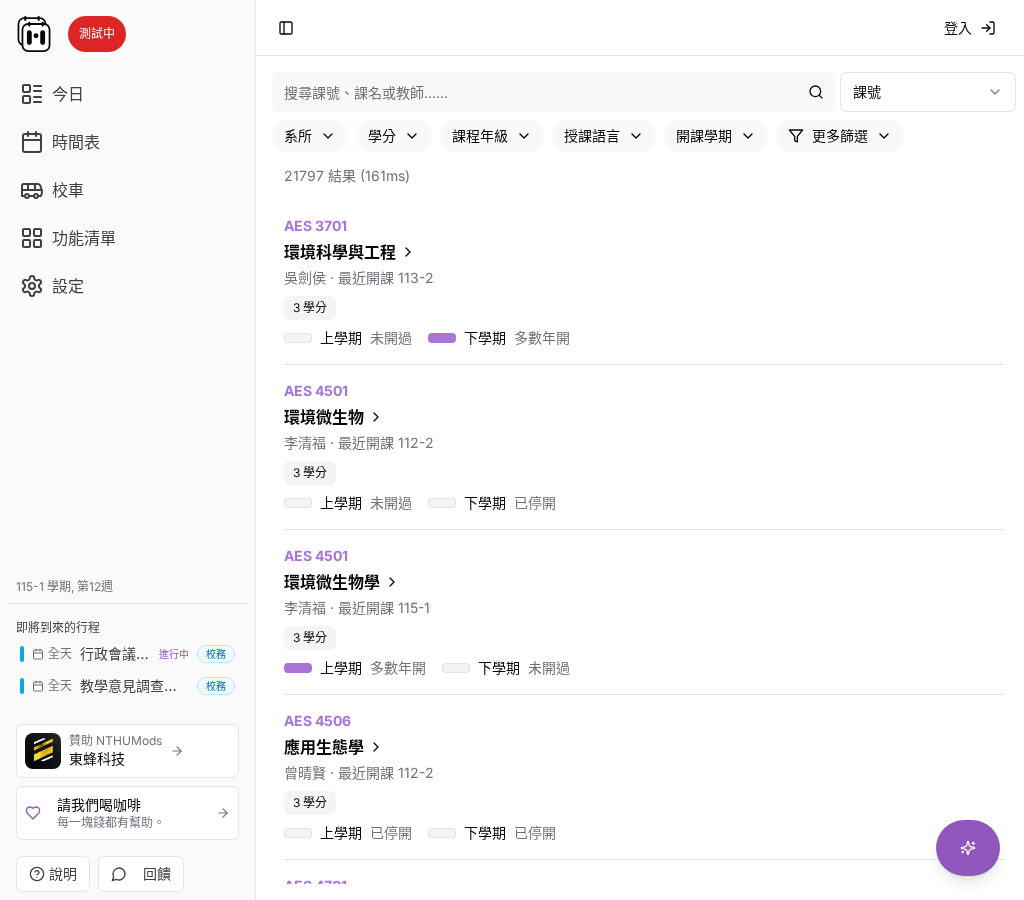 測試中
今日
時間表
校車
功能清單
設定
115-1 學期, 第12週
即將到來的行程
全天 行政會議... 進行中 校務
全天 教學意見調查... 校務
贊助 NTHUMods
東蜂科技
請我們喝咖啡
每一塊錢都有幫助。
說明 回饋
登入
搜尋課號、課名或教師...... 課號
系所 學分 課程年級 授課語言 開課學期 更多篩選
21797 結果 (161ms)
AES 3701
環境科學與工程
吳劍侯 · 最近開課 113-2
3 學分
上學期 未開過 下學期 多數年開
AES 4501
環境微生物
李清福 · 最近開課 112-2
3 學分
上學期 未開過 下學期 已停開
AES 4501
環境微生物學
李清福 · 最近開課 115-1
3 學分
上學期 多數年開 下學期 未開過
AES 4506
應用生態學
曾晴賢 · 最近開課 112-2
3 學分
上學期 已停開 下學期 已停開